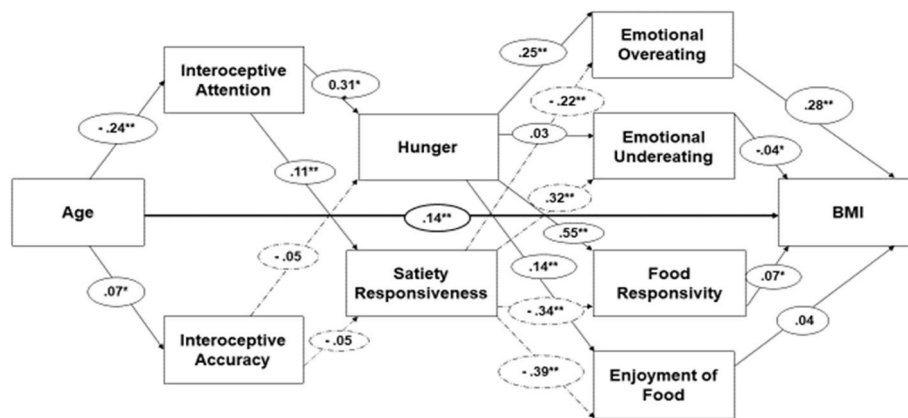 Emotional
Overeating
Interoceptive
Attention
.25**
0.31*
- .22**
.28**
- .24**
Hunger
.03
Emotional
Undereating
-.04*
.11**
.32**
Age
.14**
BMI
.55**
- .05
.14**
Satiety
Responsiveness
Food
Responsivity
.07*
.07*
- .34**
.04
Interoceptive
Accuracy
- .05
- .39**
Enjoyment of
Food